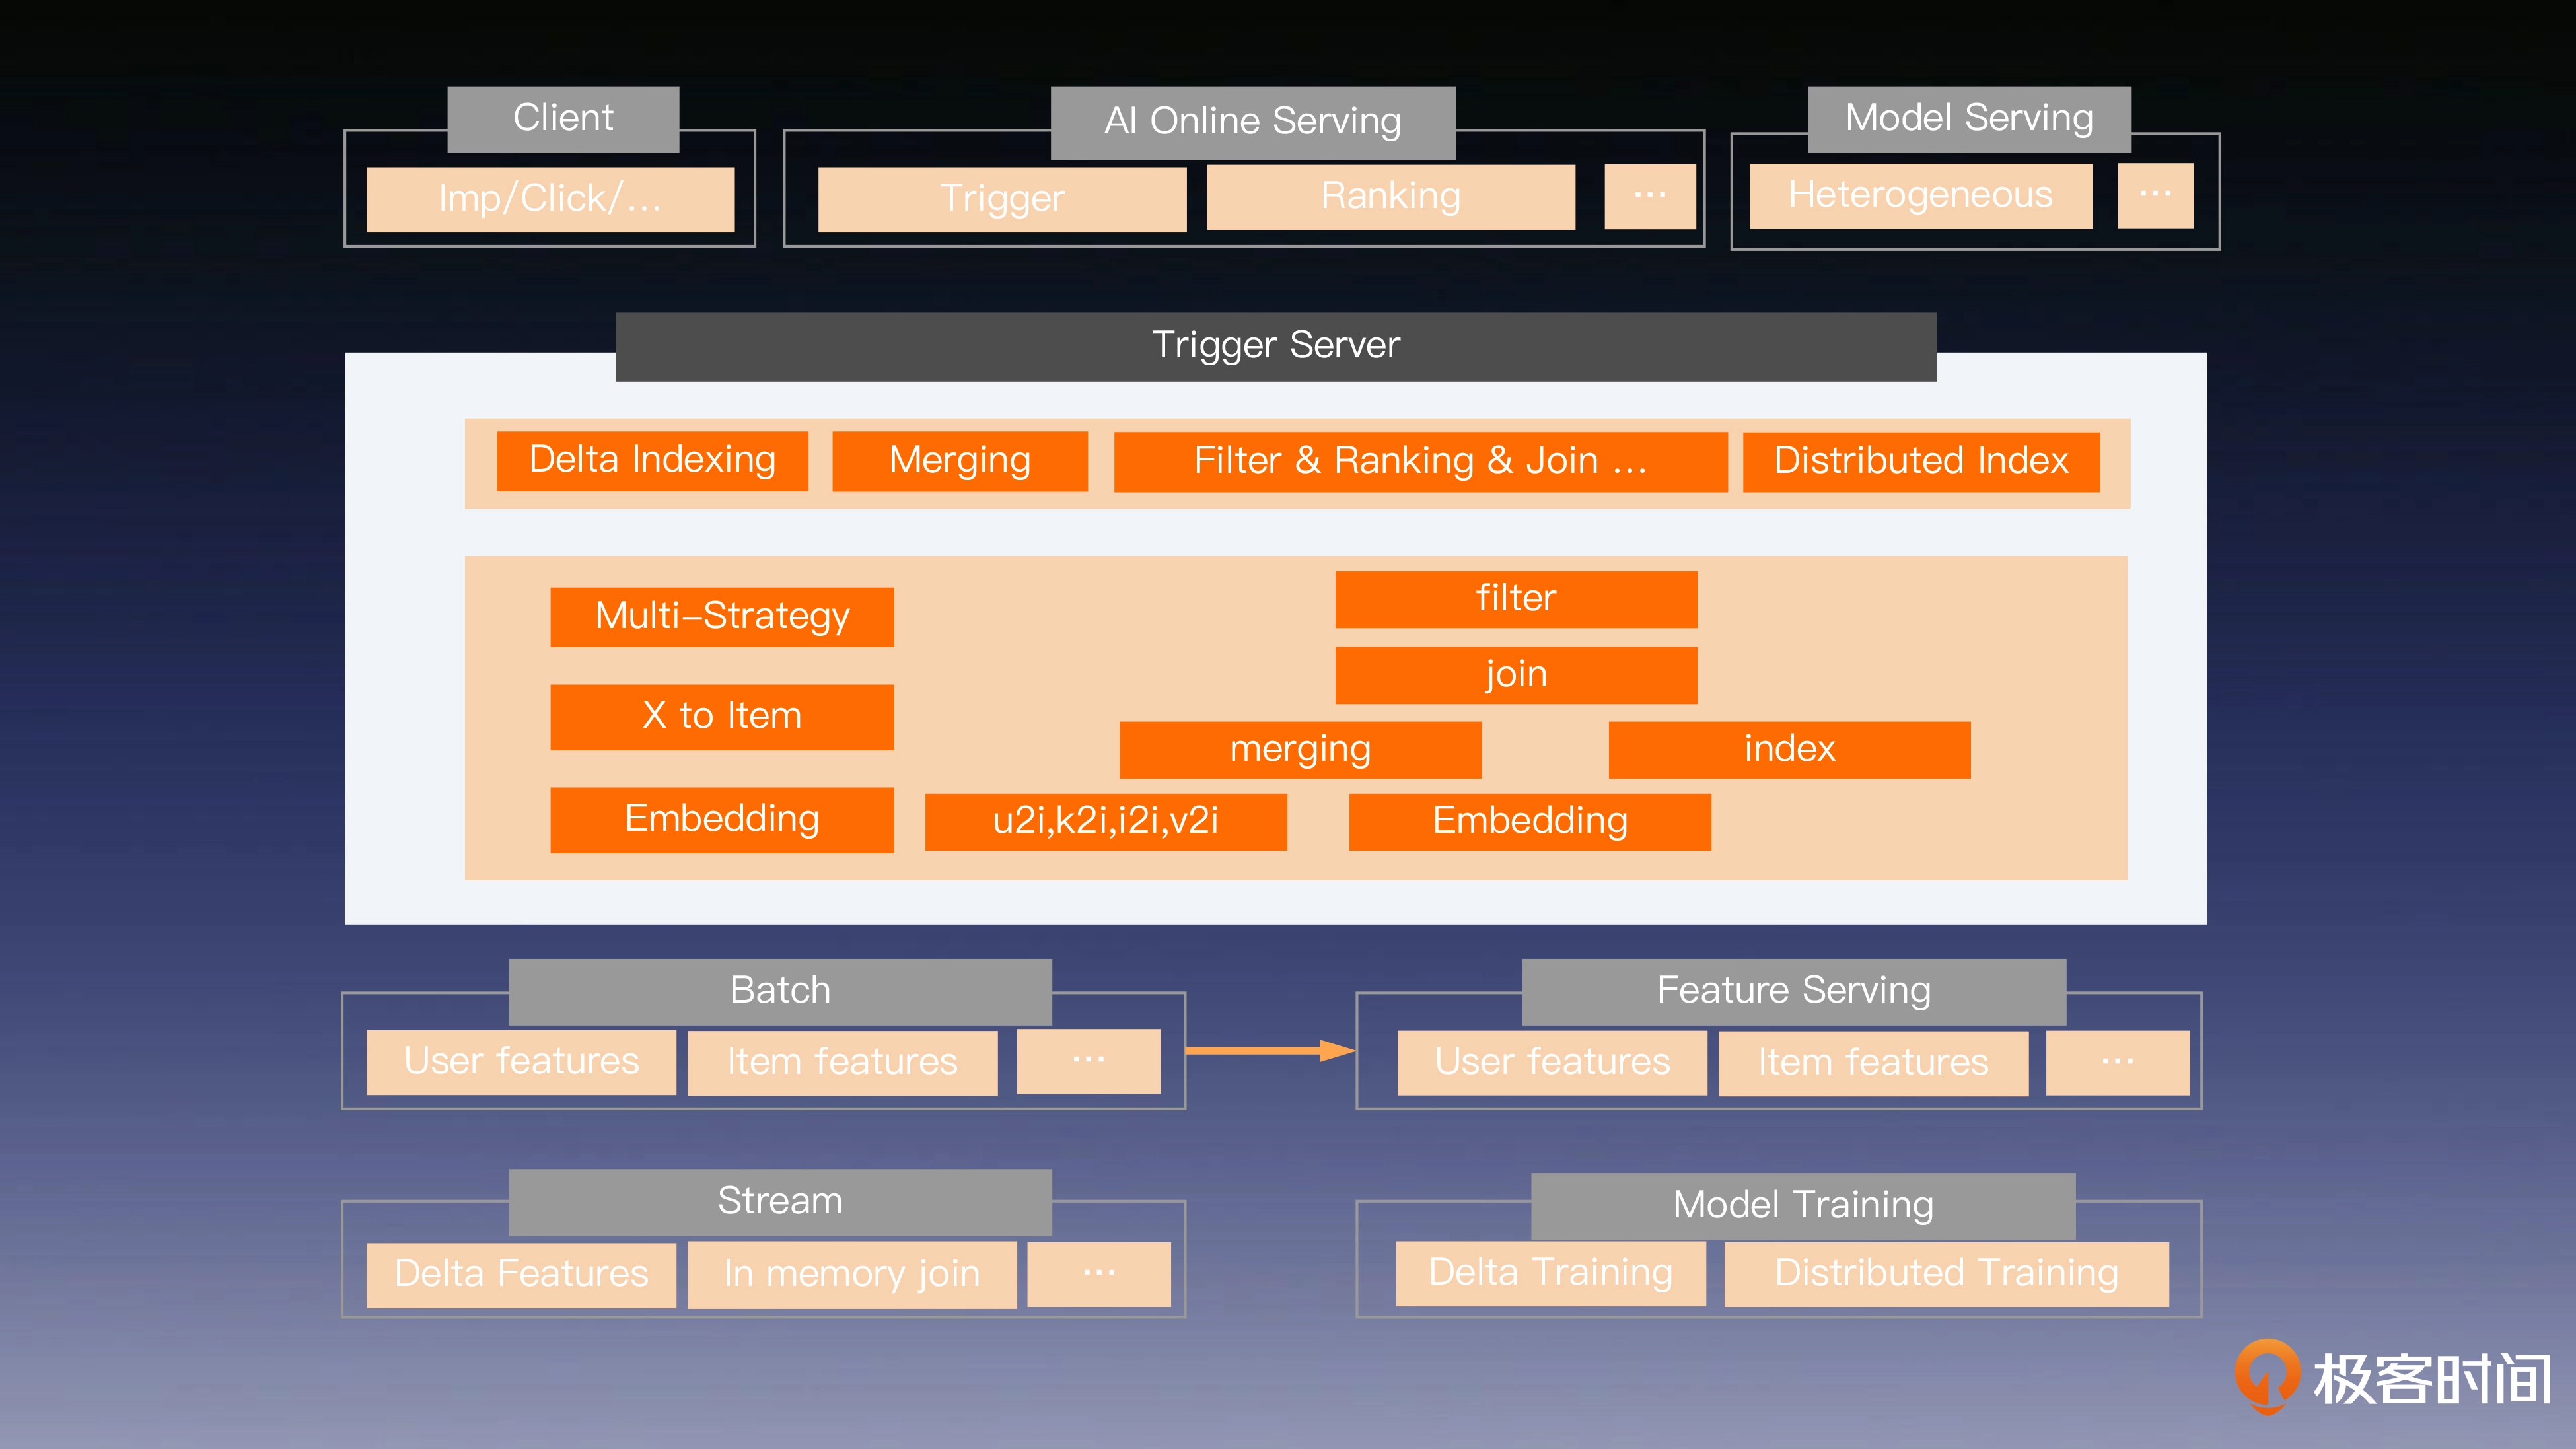 Client
Imp/Click/...
AI Online Serving
Trigger
Ranking
...
Model Serving
Heterogeneous
...
Trigger Server
Delta Indexing
Merging
Filter & Ranking & Join ...
Distributed Index
Multi-Strategy
X to Item
Embedding
filter
join
merging
index
u2i,k2i,i2i,v2i
Embedding
Batch
User features
Item features
...
Feature Serving
User features
Item features
...
Stream
Delta Features
In memory join
...
Model Training
Delta Training
Distributed Training
极客时间